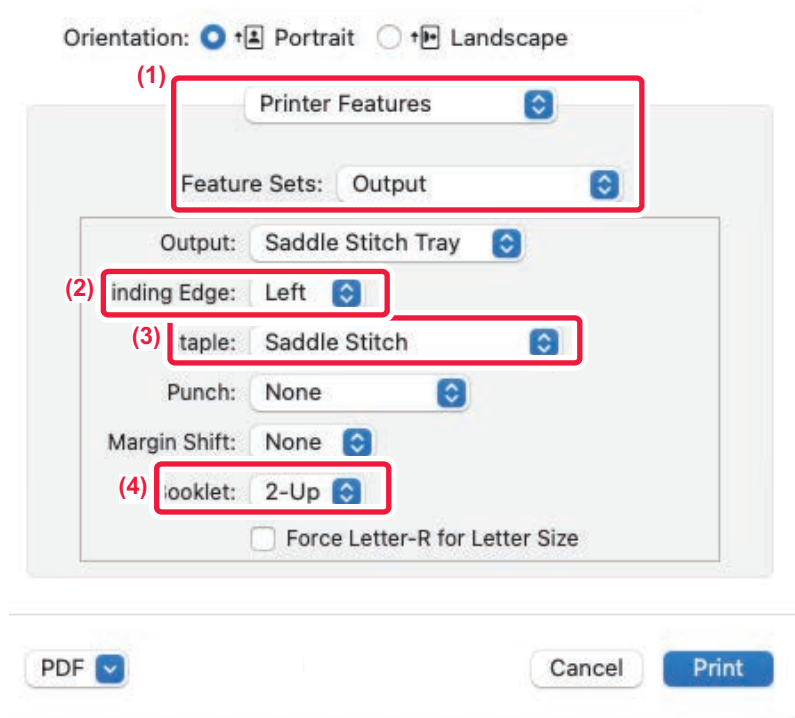 Orientation: Portrait Landscape
(1)
Printer Features
Feature Sets: Output
Output: Saddle Stitch Tray
(2) inding Edge: Left
(3) taple: Saddle Stitch
Punch: None
Margin Shift: None
(4) ooklet: 2-Up
Force Letter-R for Letter Size
PDF Cancel Print